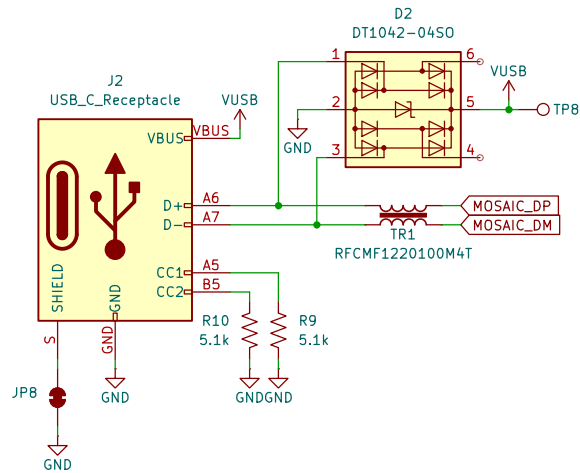 D2
DT1042-04SO
J2
USB_C_Receptacle
1
6
VUSB
VUSB
VBUS
VBUS
2
5
TP8
GND
3
4
D+
A6
MOSAIC_DP
D-
A7
MOSAIC_DM
TR1
RFCMF1220100M4T
CC1
A5
CC2
B5
SHIELD
GND
R10
5.1k
R9
5.1k
S
GND
JP8
GND
GND
GND
GND